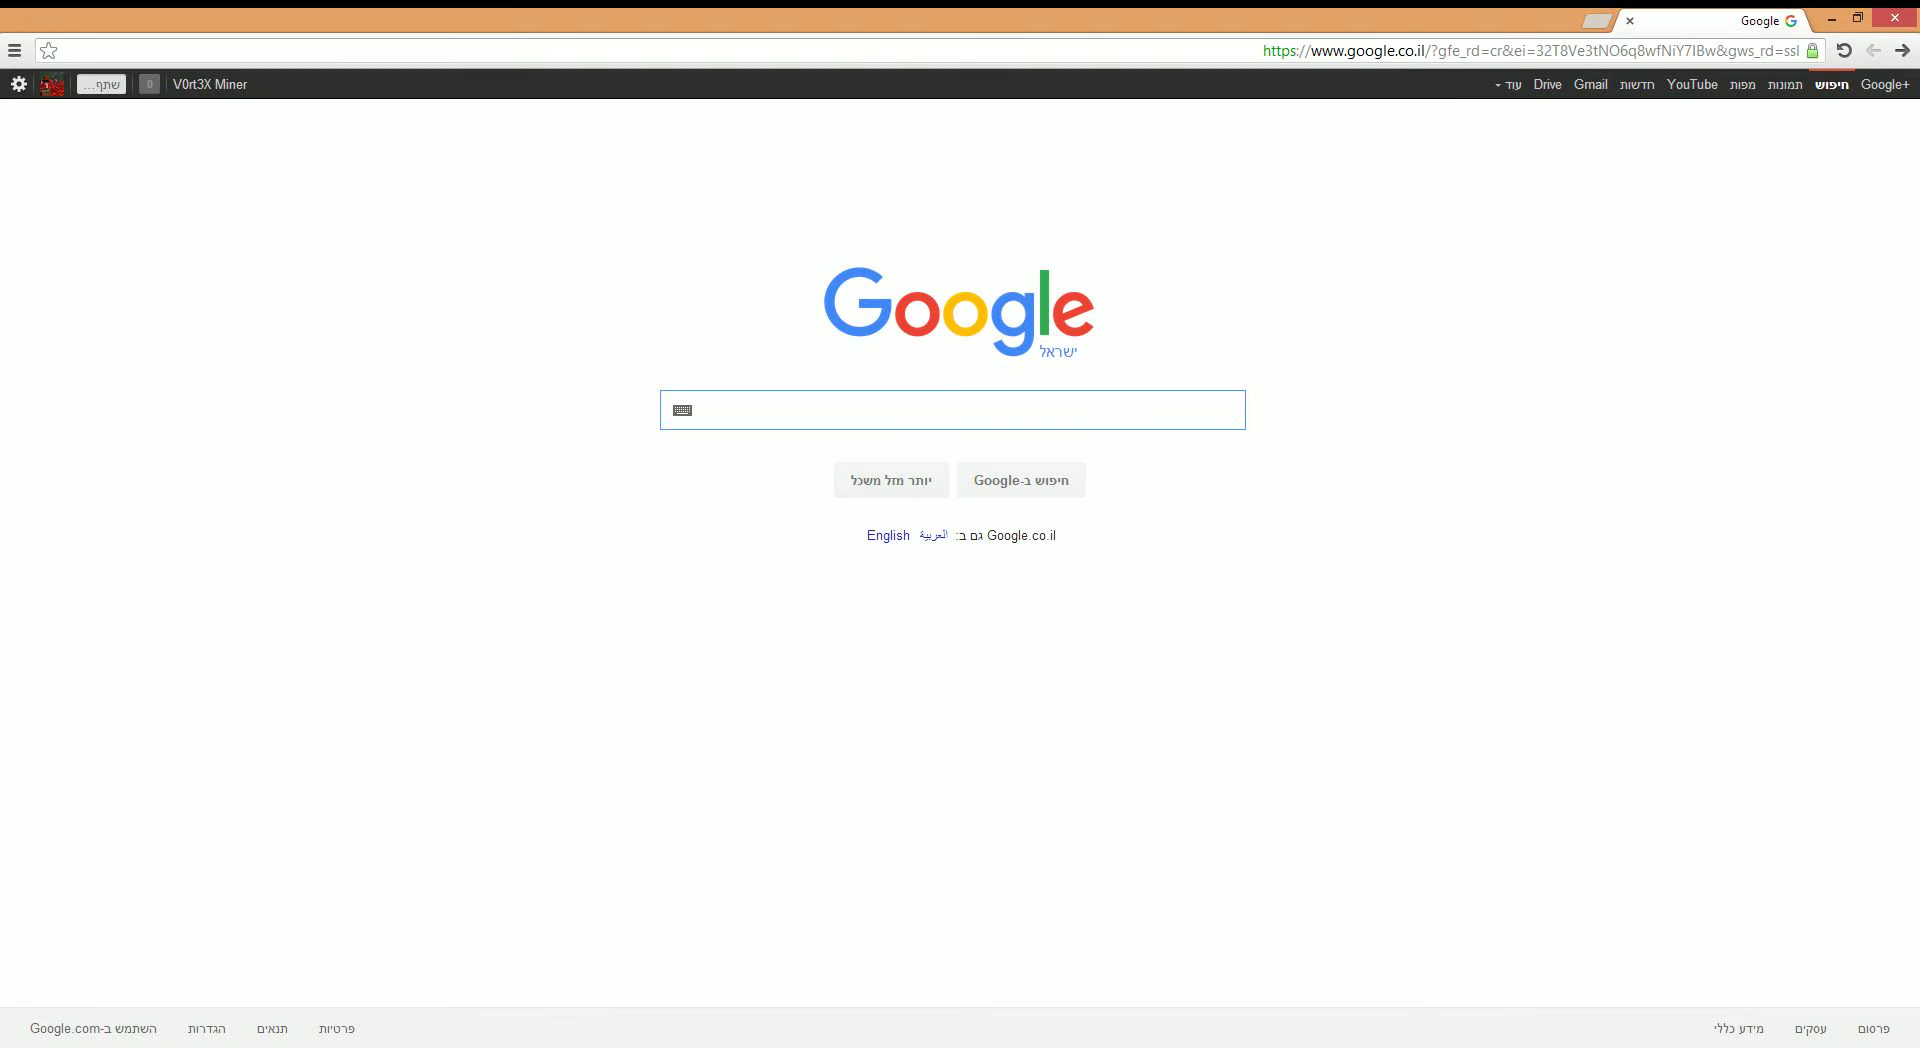 Google
https://www.google.co.il/?gfe_rd=cr&ei=32T8Ve3tNO6q8wfNiY7IBw&gws_rd=ssl
Google+ חיפוש תמונות מפות YouTube חדשות Gmail Drive עוד
V0rt3X Miner 0 שתף...
Google
ישראל
חיפוש ב-Google יותר מזל משכל
Google.co.il גם ב: العربية English
פרסום עסקים מידע כללי פרטיות תנאים הגדרות השתמש ב-Google.com